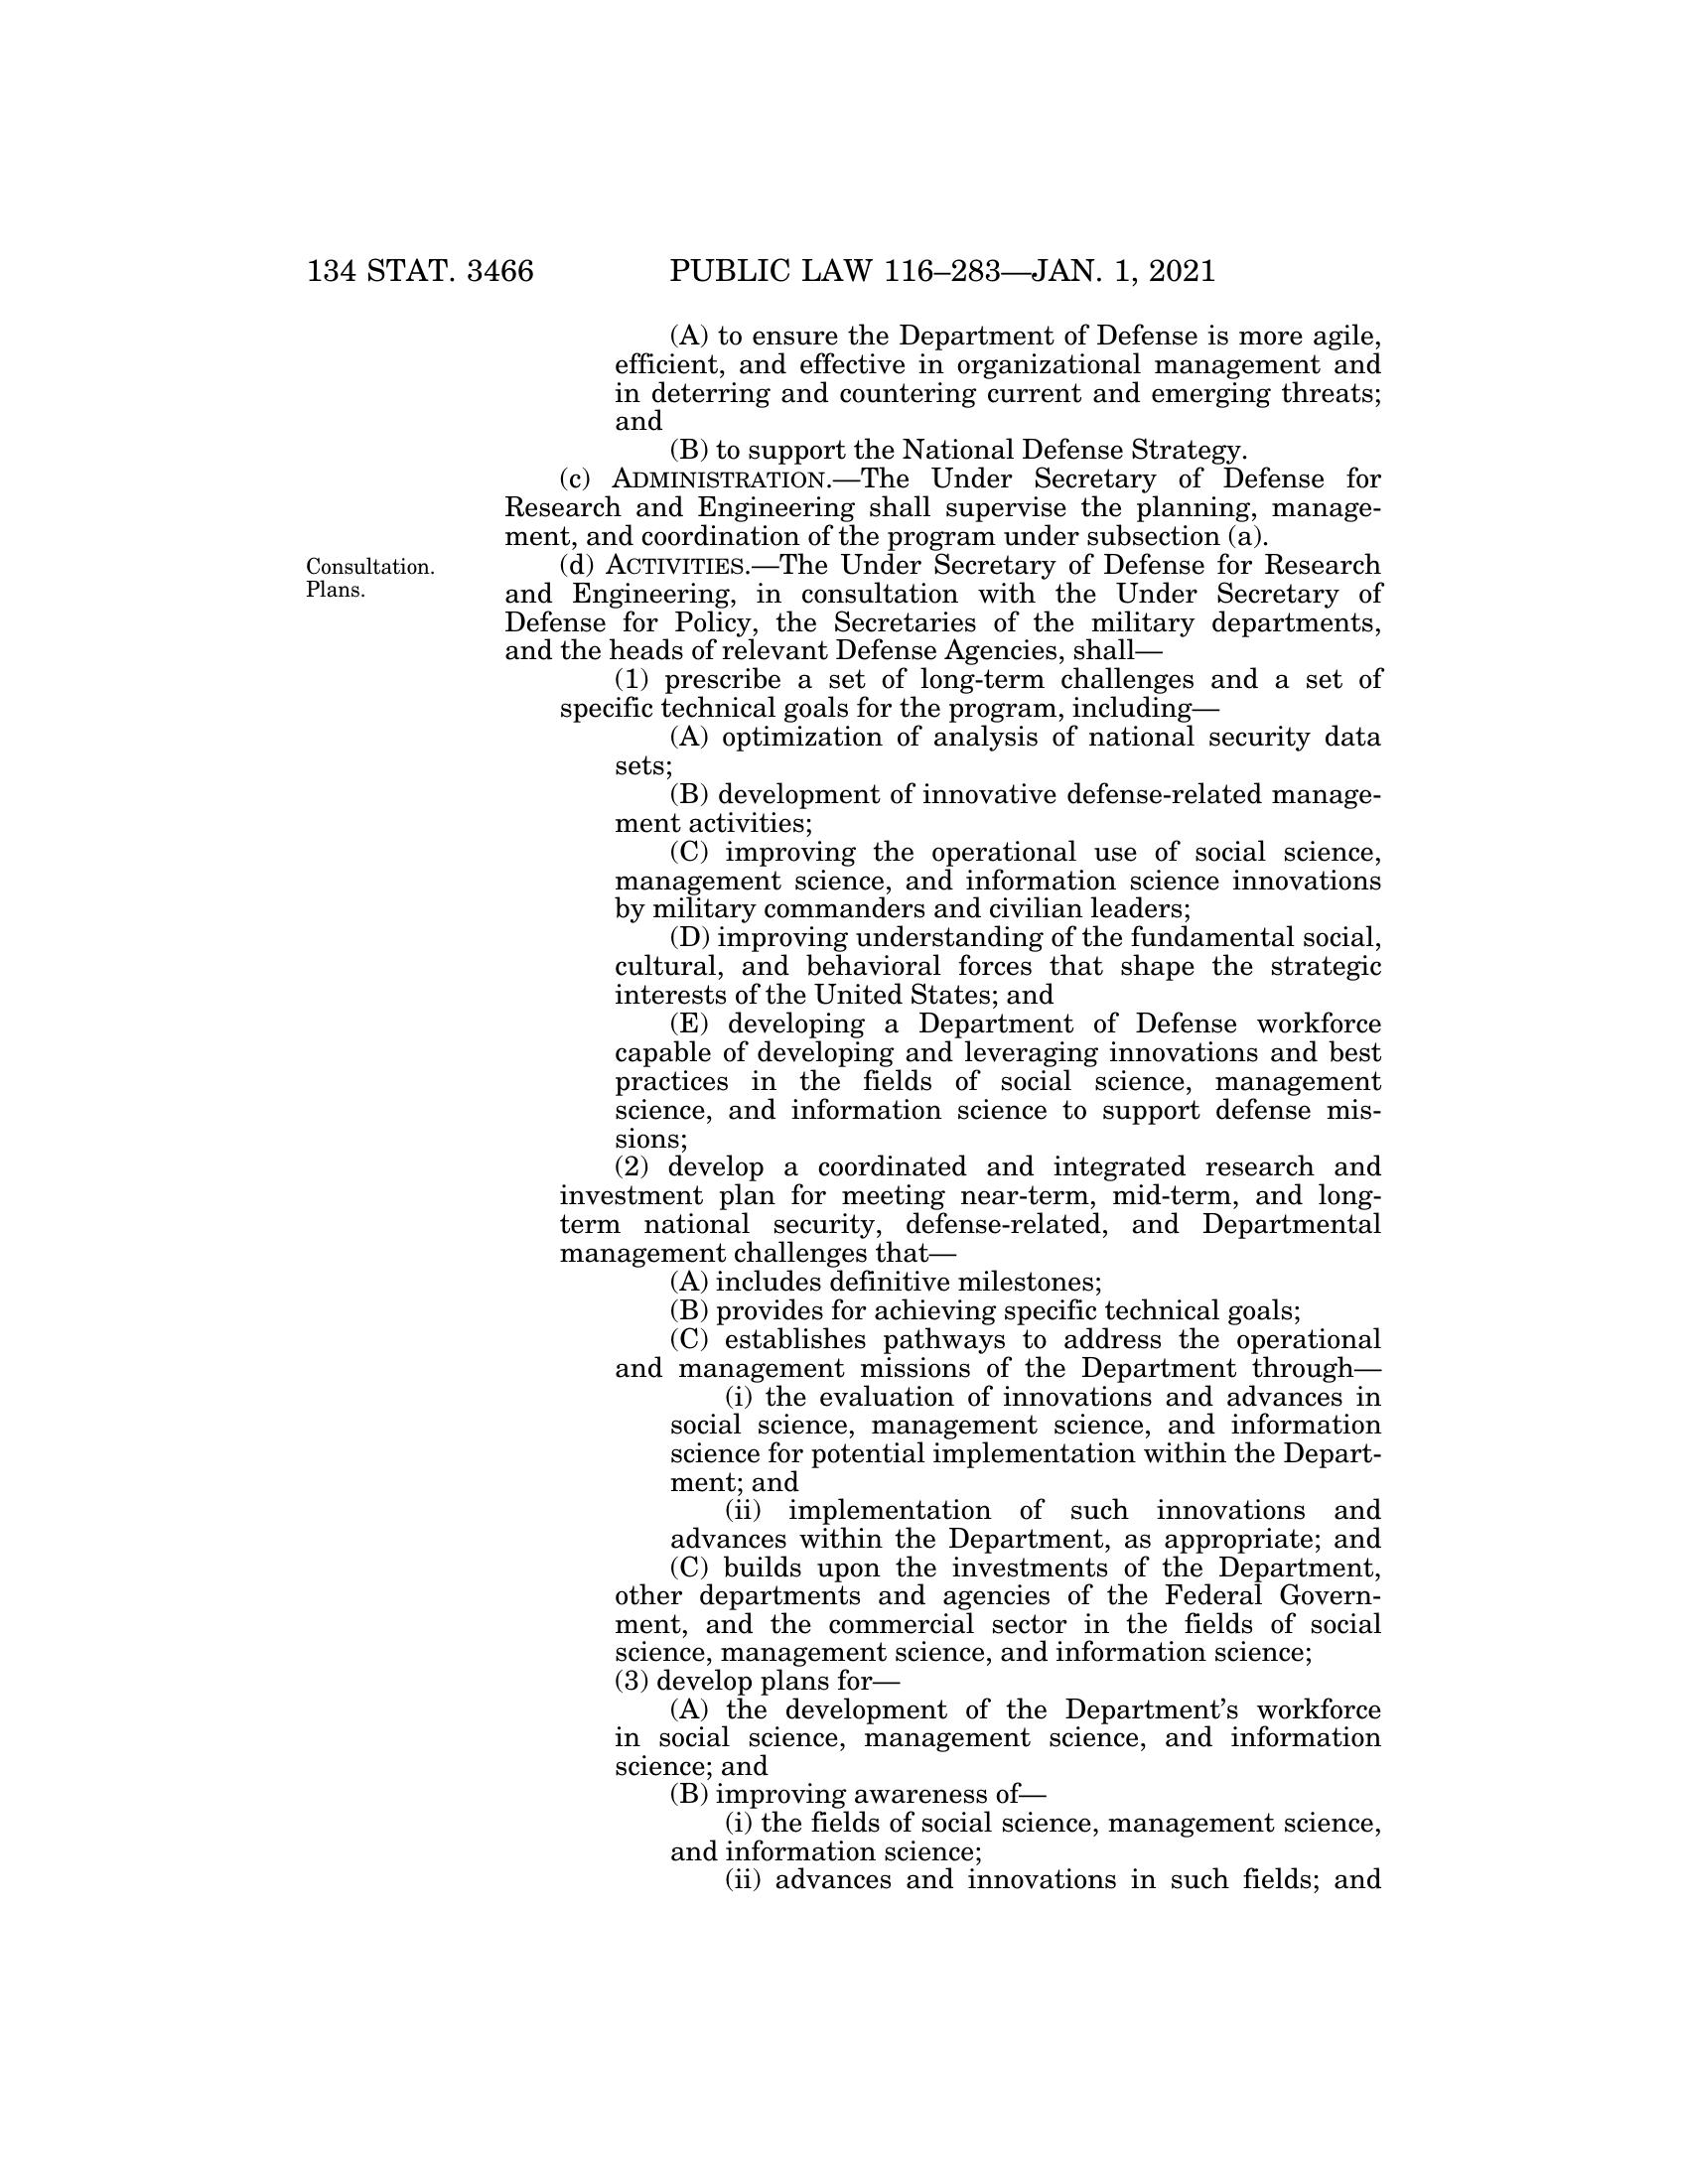 134 STAT. 3466 PUBLIC LAW 116–283—JAN. 1, 2021
(A) to ensure the Department of Defense is more agile,
efficient, and effective in organizational management and
in deterring and countering current and emerging threats;
and
(B) to support the National Defense Strategy.
(c) ADMINISTRATION.—The Under Secretary of Defense for
Research and Engineering shall supervise the planning, manage-
ment, and coordination of the program under subsection (a).
Consultation.
Plans.
(d) ACTIVITIES.—The Under Secretary of Defense for Research
and Engineering, in consultation with the Under Secretary of
Defense for Policy, the Secretaries of the military departments,
and the heads of relevant Defense Agencies, shall—
(1) prescribe a set of long-term challenges and a set of
specific technical goals for the program, including—
(A) optimization of analysis of national security data
sets;
(B) development of innovative defense-related manage-
ment activities;
(C) improving the operational use of social science,
management science, and information science innovations
by military commanders and civilian leaders;
(D) improving understanding of the fundamental social,
cultural, and behavioral forces that shape the strategic
interests of the United States; and
(E) developing a Department of Defense workforce
capable of developing and leveraging innovations and best
practices in the fields of social science, management
science, and information science to support defense mis-
sions;
(2) develop a coordinated and integrated research and
investment plan for meeting near-term, mid-term, and long-
term national security, defense-related, and Departmental
management challenges that—
(A) includes definitive milestones;
(B) provides for achieving specific technical goals;
(C) establishes pathways to address the operational
and management missions of the Department through—
(i) the evaluation of innovations and advances in
social science, management science, and information
science for potential implementation within the Depart-
ment; and
(ii) implementation of such innovations and
advances within the Department, as appropriate; and
(C) builds upon the investments of the Department,
other departments and agencies of the Federal Govern-
ment, and the commercial sector in the fields of social
science, management science, and information science;
(3) develop plans for—
(A) the development of the Department's workforce
in social science, management science, and information
science; and
(B) improving awareness of—
(i) the fields of social science, management science,
and information science;
(ii) advances and innovations in such fields; and